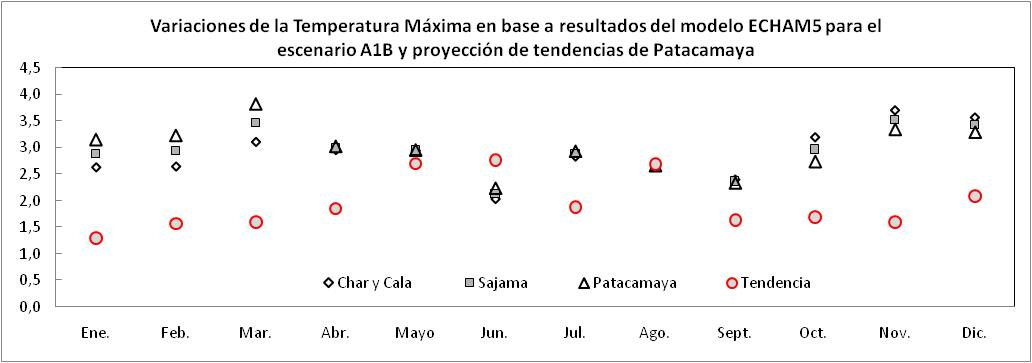 Variaciones de la Temperatura Máxima en base a resultados del modelo ECHAM5 para el
escenario A1B y proyección de tendencias de Patacamaya
4,5
4,0
3,5
3,0
2,5
2,0
1,5
1,0
0,5
0,0
Char y Cala Sajama Patacamaya Tendencia
Ene. Feb. Mar. Abr. Mayo Jun. Jul. Ago. Sept. Oct. Nov. Dic.